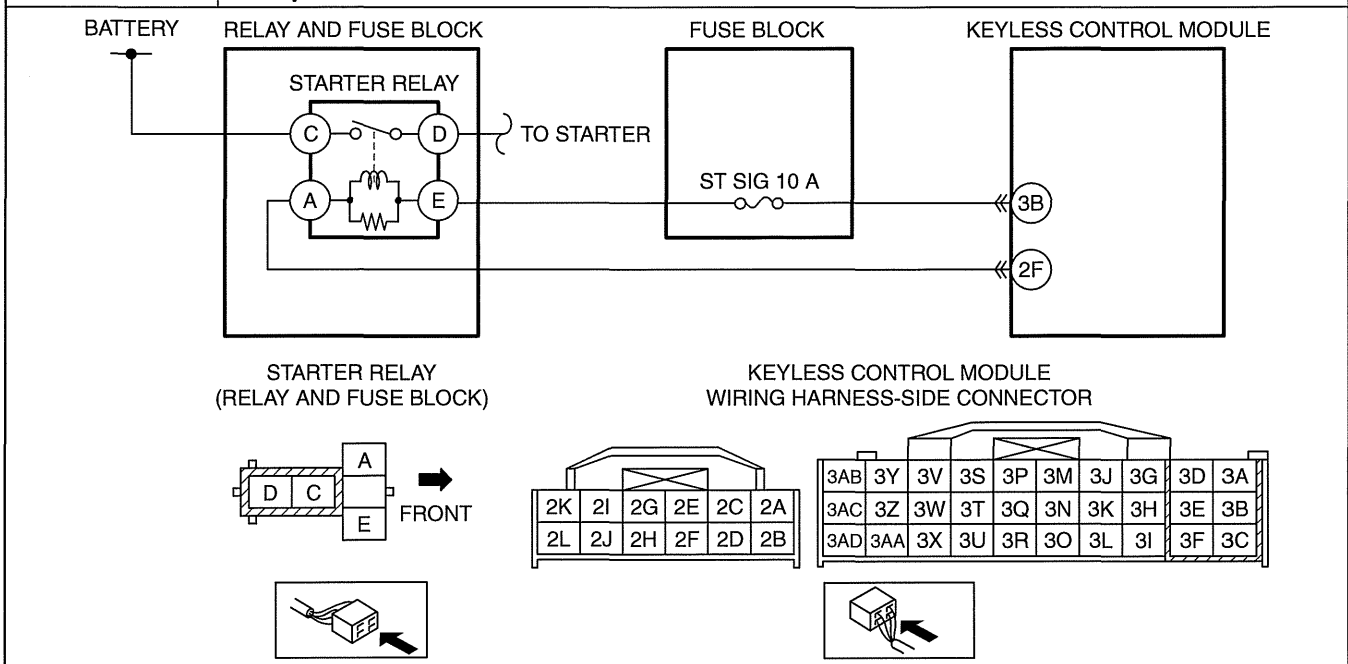 BATTERY
RELAY AND FUSE BLOCK
FUSE BLOCK
KEYLESS CONTROL MODULE
STARTER RELAY
C
D
TO STARTER
A
E
ST SIG 10 A
3B
2F
STARTER RELAY
(RELAY AND FUSE BLOCK)
KEYLESS CONTROL MODULE
WIRING HARNESS-SIDE CONNECTOR
A
D C
E
FRONT
2K 2I 2G 2E 2C 2A
2L 2J 2H 2F 2D 2B
3AB 3Y 3V 3S 3P 3M 3J 3G 3D 3A
3AC 3Z 3W 3T 3Q 3N 3K 3H 3E 3B
3AD 3AA 3X 3U 3R 3O 3L 3I 3F 3C